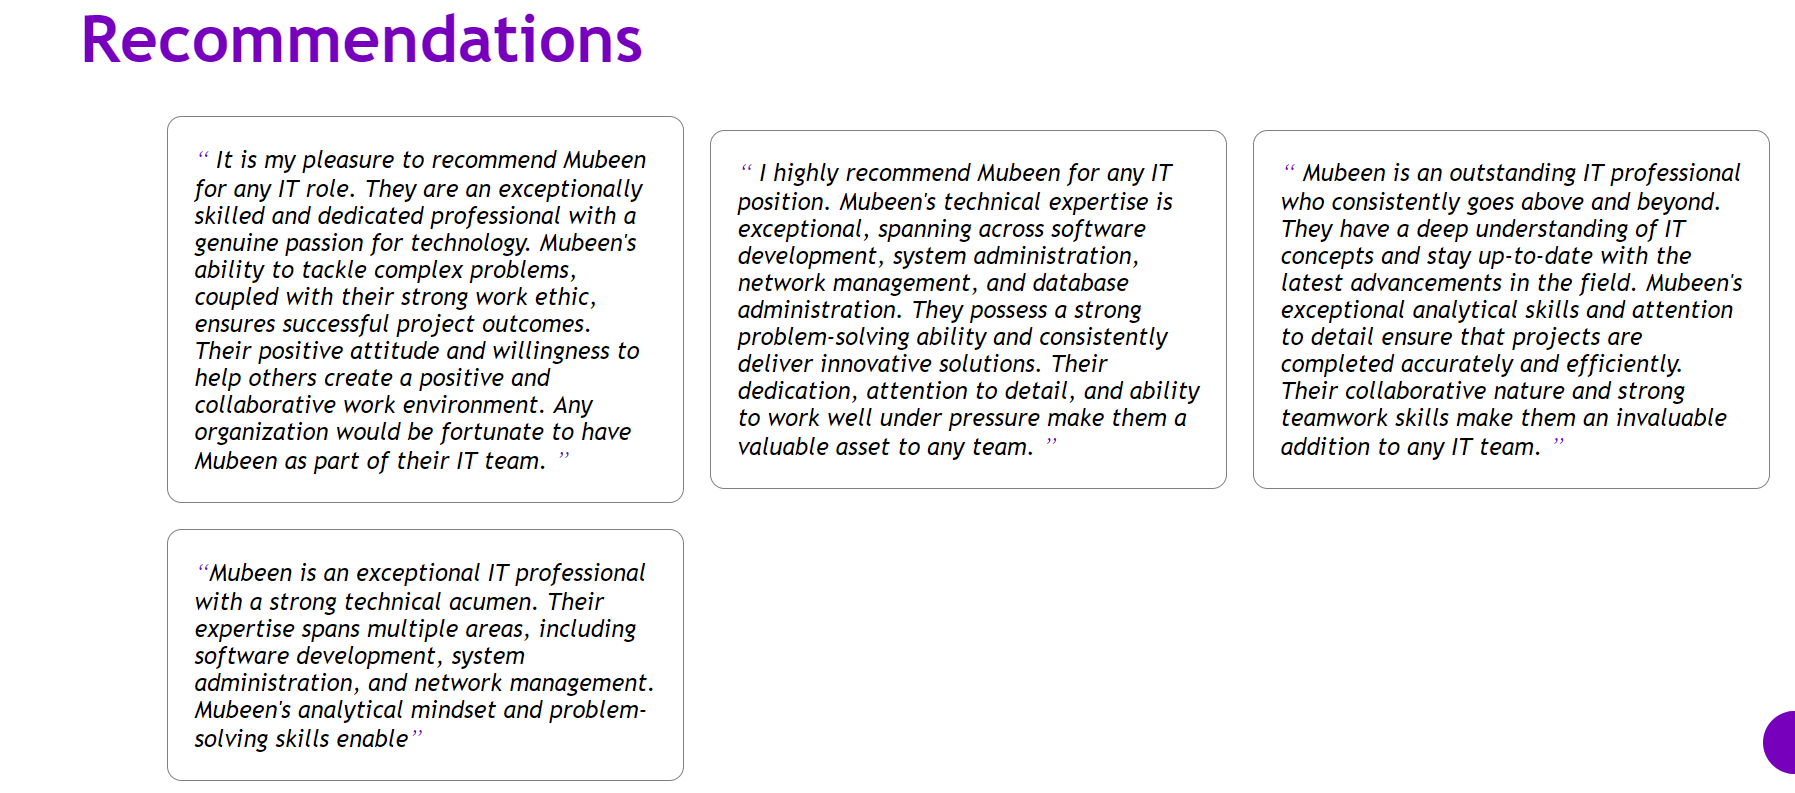 Recommendations
“ It is my pleasure to recommend Mubeen
for any IT role. They are an exceptionally
skilled and dedicated professional with a
genuine passion for technology. Mubeen's
ability to tackle complex problems,
coupled with their strong work ethic,
ensures successful project outcomes.
Their positive attitude and willingness to
help others create a positive and
collaborative work environment. Any
organization would be fortunate to have
Mubeen as part of their IT team. ”
“ I highly recommend Mubeen for any IT
position. Mubeen's technical expertise is
exceptional, spanning across software
development, system administration,
network management, and database
administration. They possess a strong
problem-solving ability and consistently
deliver innovative solutions. Their
dedication, attention to detail, and ability
to work well under pressure make them a
valuable asset to any team. ”
“ Mubeen is an outstanding IT professional
who consistently goes above and beyond.
They have a deep understanding of IT
concepts and stay up-to-date with the
latest advancements in the field. Mubeen's
exceptional analytical skills and attention
to detail ensure that projects are
completed accurately and efficiently.
Their collaborative nature and strong
teamwork skills make them an invaluable
addition to any IT team. ”
“Mubeen is an exceptional IT professional
with a strong technical acumen. Their
expertise spans multiple areas, including
software development, system
administration, and network management.
Mubeen's analytical mindset and problem-
solving skills enable”